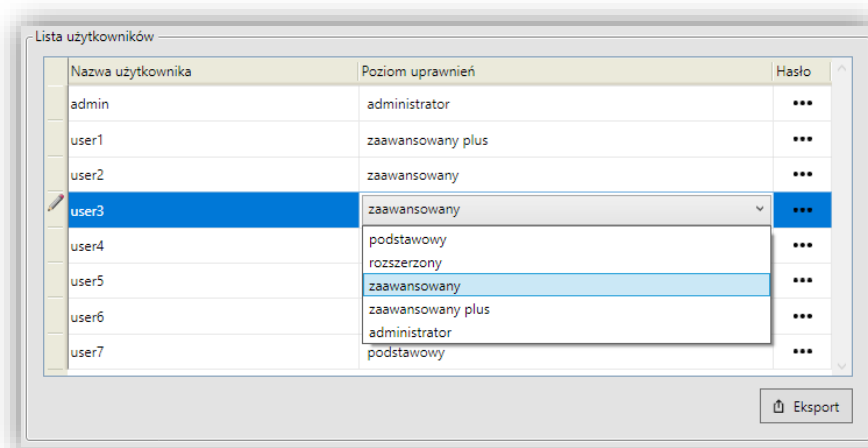 Lista użytkowników
Nazwa użytkownika Poziom uprawnień Hasło
admin administrator •••
user1 zaawansowany plus •••
user2 zaawansowany •••
user3 zaawansowany •••
user4 podstawowy •••
rozszerzony
user5 zaawansowany •••
user6 zaawansowany plus •••
administrator
user7 podstawowy •••
Eksport